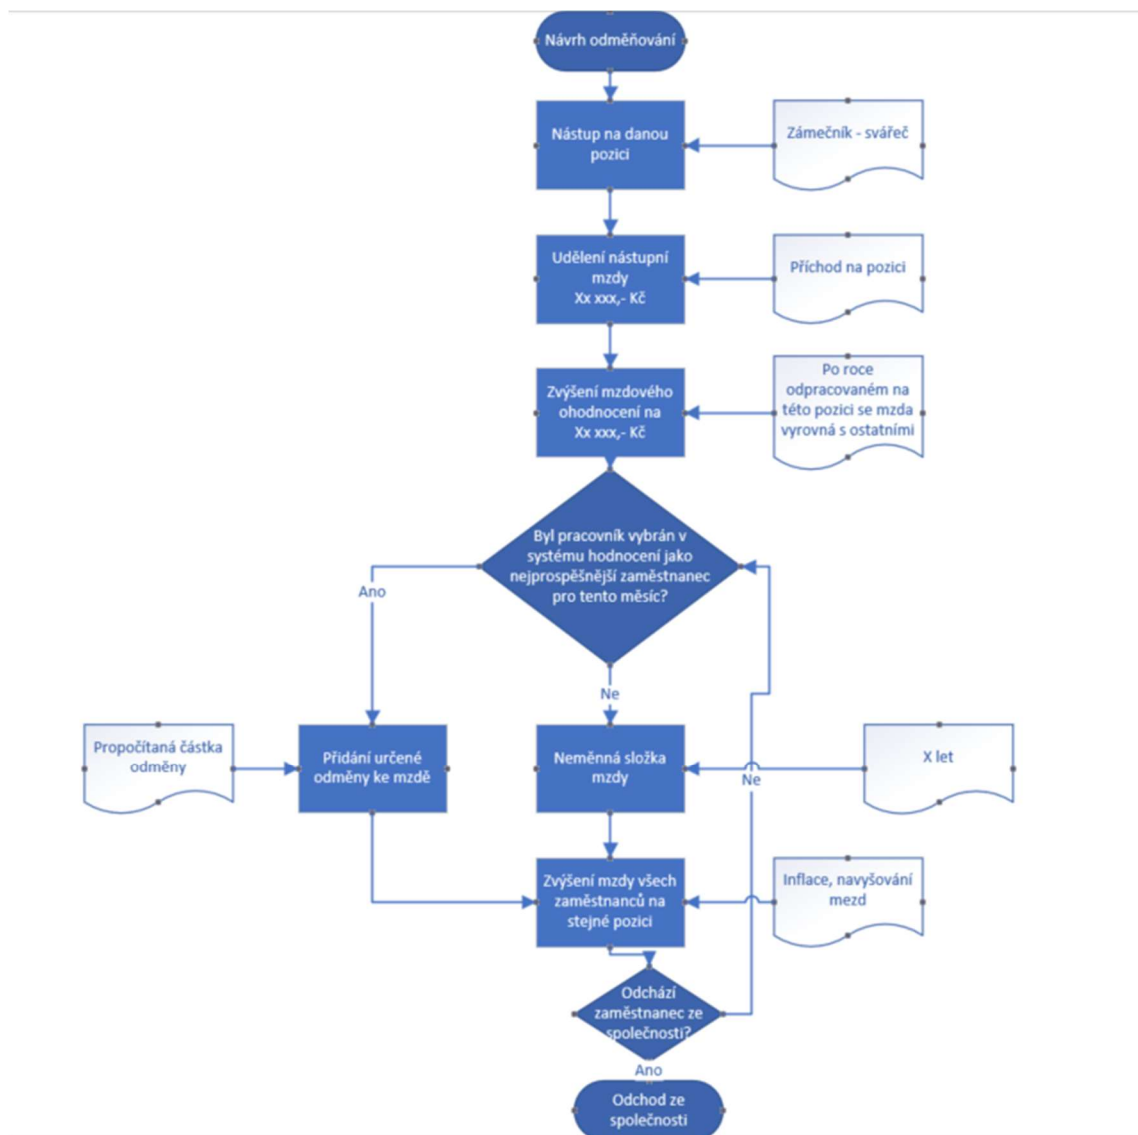 Návrh odměňování
Nástup na danou
pozici
Zámečník - svářeč
Udělení nástupní
mzdy
Xx xxx,- Kč
Příchod na pozici
Zvýšení mzdového
ohodnocení na
Xx xxx,- Kč
Po roce
odpracovaném na
této pozici se mzda
vyrovná s ostatními
Byl pracovník vybrán v
systému hodnocení jako
nejprospěšnější zaměstnanec
pro tento měsíc?
Ano
Ne
Propočítaná částka
odměny
Přidání určené
odměny ke mzdě
Neměnná složka
mzdy
Ne
X let
Zvýšení mzdy všech
zaměstnanců na
stejné pozici
Inflace, navyšování
mezd
Odchází
zaměstnanec ze
společnosti?
Ano
Odchod ze
společnosti